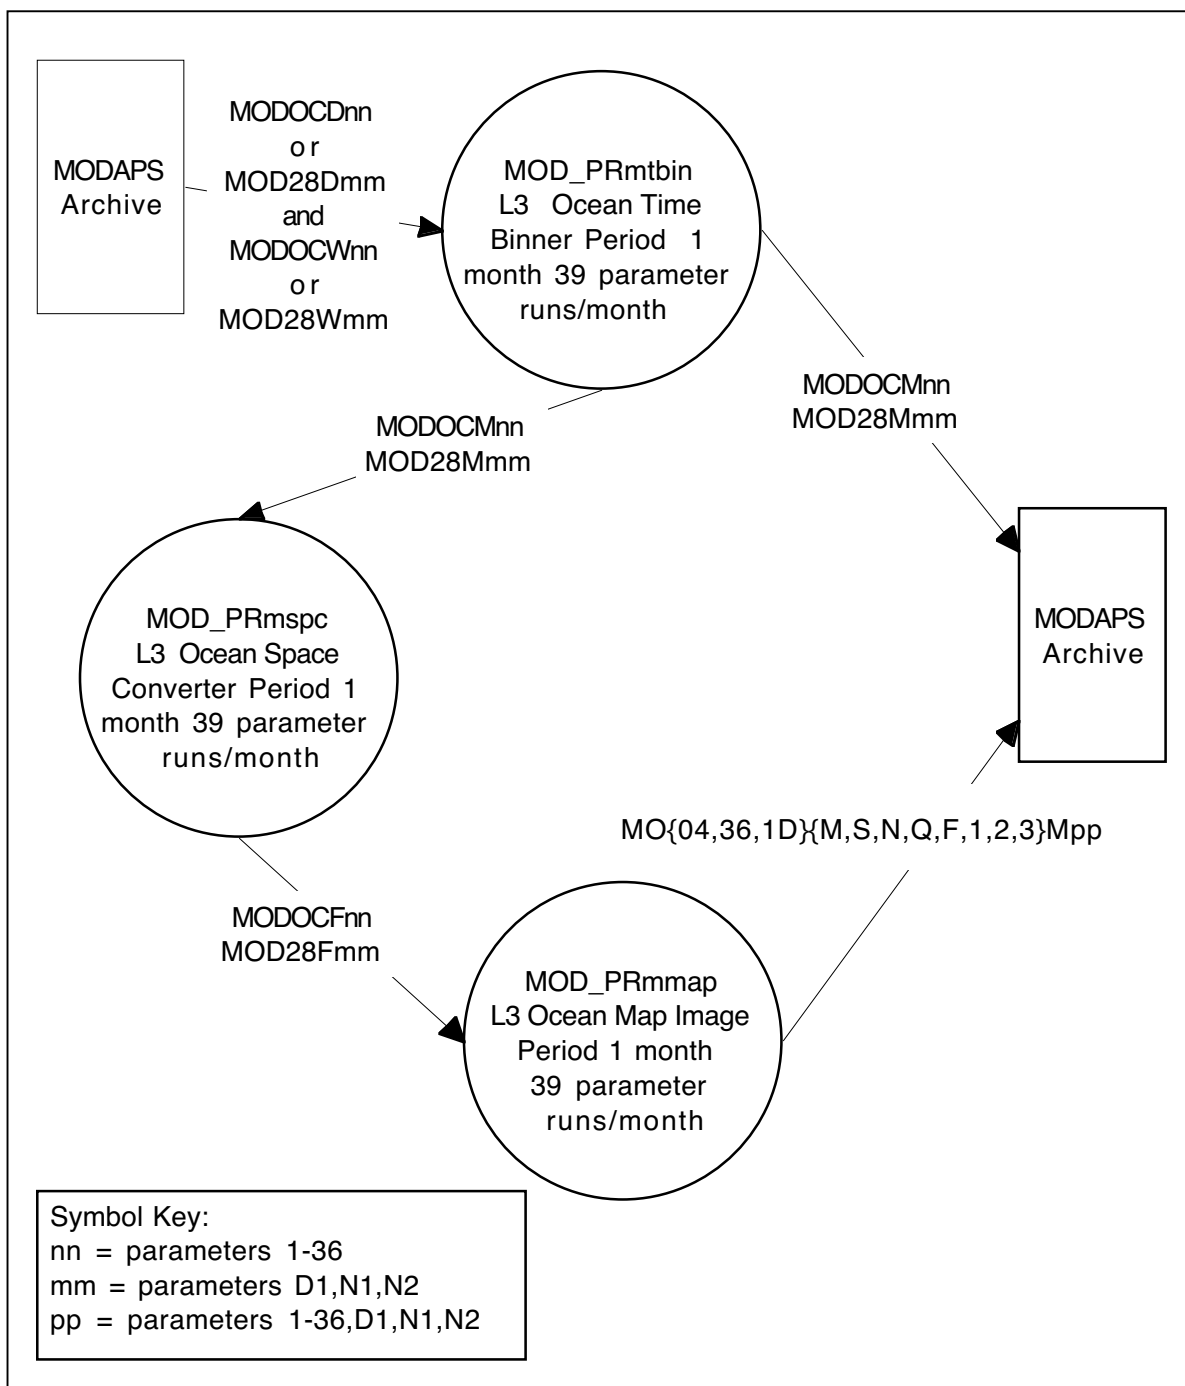 MODAPS
Archive
MODOCDnn
or
MOD28Dmm
and
MODOCWnn
or
MOD28Wmm
MOD_PRmtbin
L3 Ocean Time
Binner Period 1
month 39 parameter
runs/month
MODOCMnn
MOD28Mmm
MODOCMnn
MOD28Mmm
MOD_PRmspc
L3 Ocean Space
Converter Period 1
month 39 parameter
runs/month
MODAPS
Archive
MO{04,36,1D}{M,S,N,Q,F,1,2,3}Mpp
MODOCFnn
MOD28Fmm
MOD_PRmmap
L3 Ocean Map Image
Period 1 month
39 parameter
runs/month
Symbol Key:
nn = parameters 1-36
mm = parameters D1,N1,N2
pp = parameters 1-36,D1,N1,N2